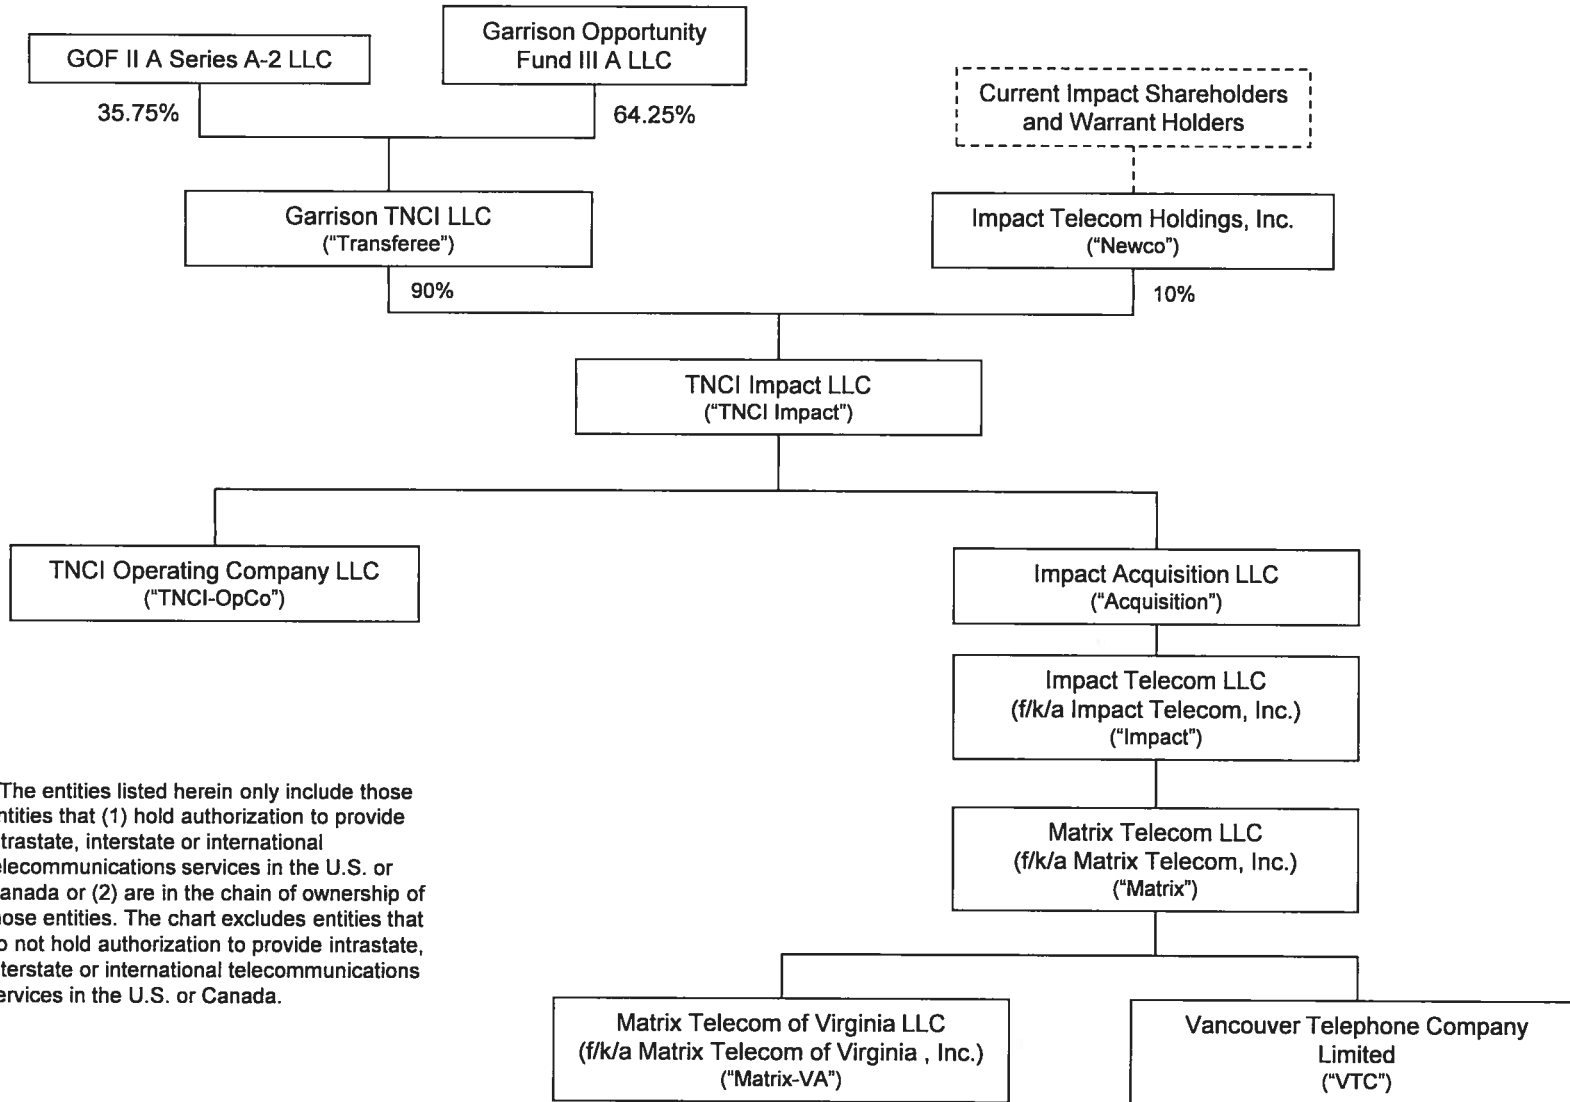 GOF II A Series A-2 LLC
Garrison Opportunity
Fund III A LLC
35.75%
64.25%
Current Impact Shareholders
and Warrant Holders
Garrison TNCI LLC
("Transferee")
Impact Telecom Holdings, Inc.
("Newco")
90%
10%
TNCI Impact LLC
("TNCI Impact")
TNCI Operating Company LLC
("TNCI-OpCo")
Impact Acquisition LLC
("Acquisition")
Impact Telecom LLC
(f/k/a Impact Telecom, Inc.)
("Impact")
The entities listed herein only include those
ntities that (1) hold authorization to provide
trastate, interstate or international
elecommunications services in the U.S. or
anada or (2) are in the chain of ownership of
ose entities. The chart excludes entities that
o not hold authorization to provide intrastate,
terstate or international telecommunications
ervices in the U.S. or Canada.
Matrix Telecom LLC
(f/k/a Matrix Telecom, Inc.)
("Matrix")
Matrix Telecom of Virginia LLC
(f/k/a Matrix Telecom of Virginia , Inc.)
("Matrix-VA")
Vancouver Telephone Company
Limited
("VTC")